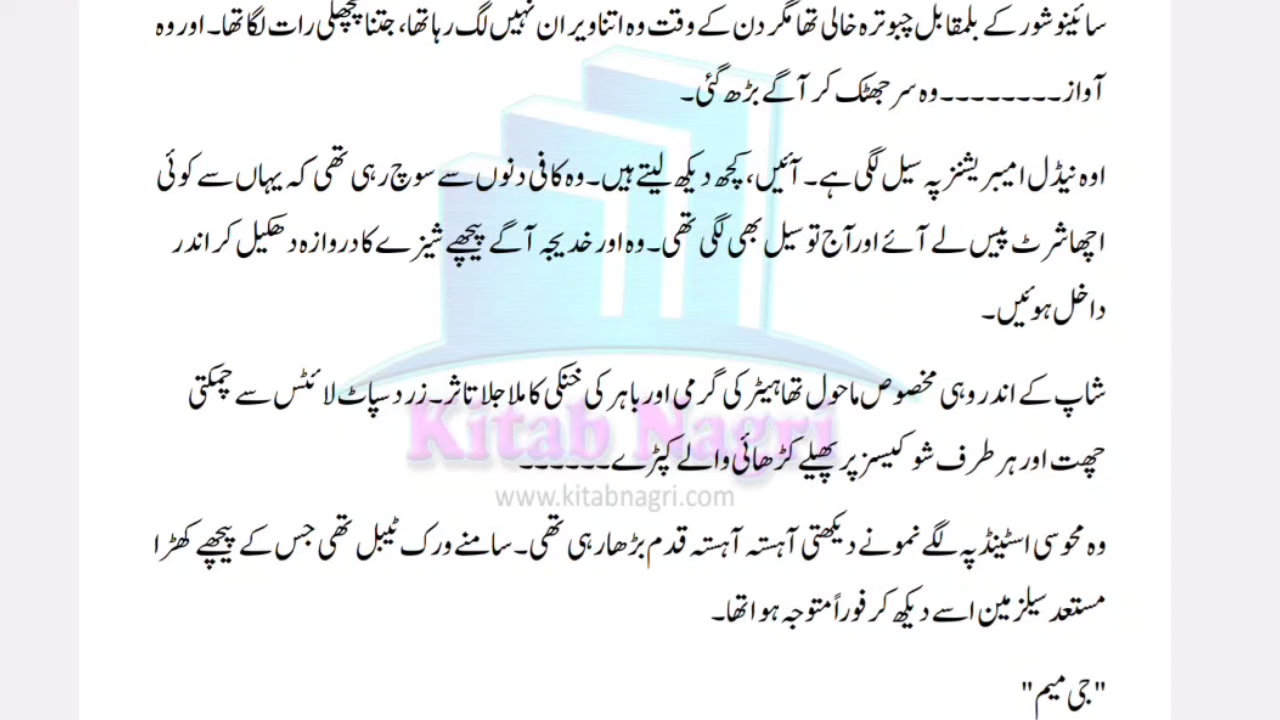 سائینو شور کے بلمقابل چبوترہ خالی تھا مگر دن کے وقت وہ اتنا ویران نہیں لگ رہا تھا، جتنا پچھلی رات لگا تھا۔ اور وہ
آواز۔۔۔۔۔۔۔۔ وہ سر جھٹک کر آگے بڑھ گئی۔
اوہ نیڈل امیبریشنز پہ سیل لگی ہے۔ آئیں، کچھ دیکھ لیتے ہیں۔ وہ کافی دنوں سے سوچ رہی تھی کہ یہاں سے کوئی
اچھا شرٹ پیس لے آئے اور آج تو سیل بھی لگی تھی۔ وہ اور خدیجہ آگے پیچھے شیزے کا دروازہ دھکیل کر اندر
داخل ہوئیں۔
شاپ کے اندر وہی مخصوص ماحول تھا ہیٹر کی گرمی اور باہر کی خنکی کا ملا جلا تاثر۔ زرد سپاٹ لائٹس سے چمکتی
چھت اور ہر طرف شو کیسز پر پھیلے کڑھائی والے کپڑے۔۔۔۔۔۔
Kitab Nagri
www.kitabnagri.com
وہ محوسی اسٹینڈ پہ لگے نمونے دیکھتی آہستہ آہستہ قدم بڑھا رہی تھی۔ سامنے ورک ٹیبل تھی جس کے پیچھے کھڑا
مستعد سیلز مین اسے دیکھ کر فوراً متوجہ ہوا تھا۔
"جی میم"